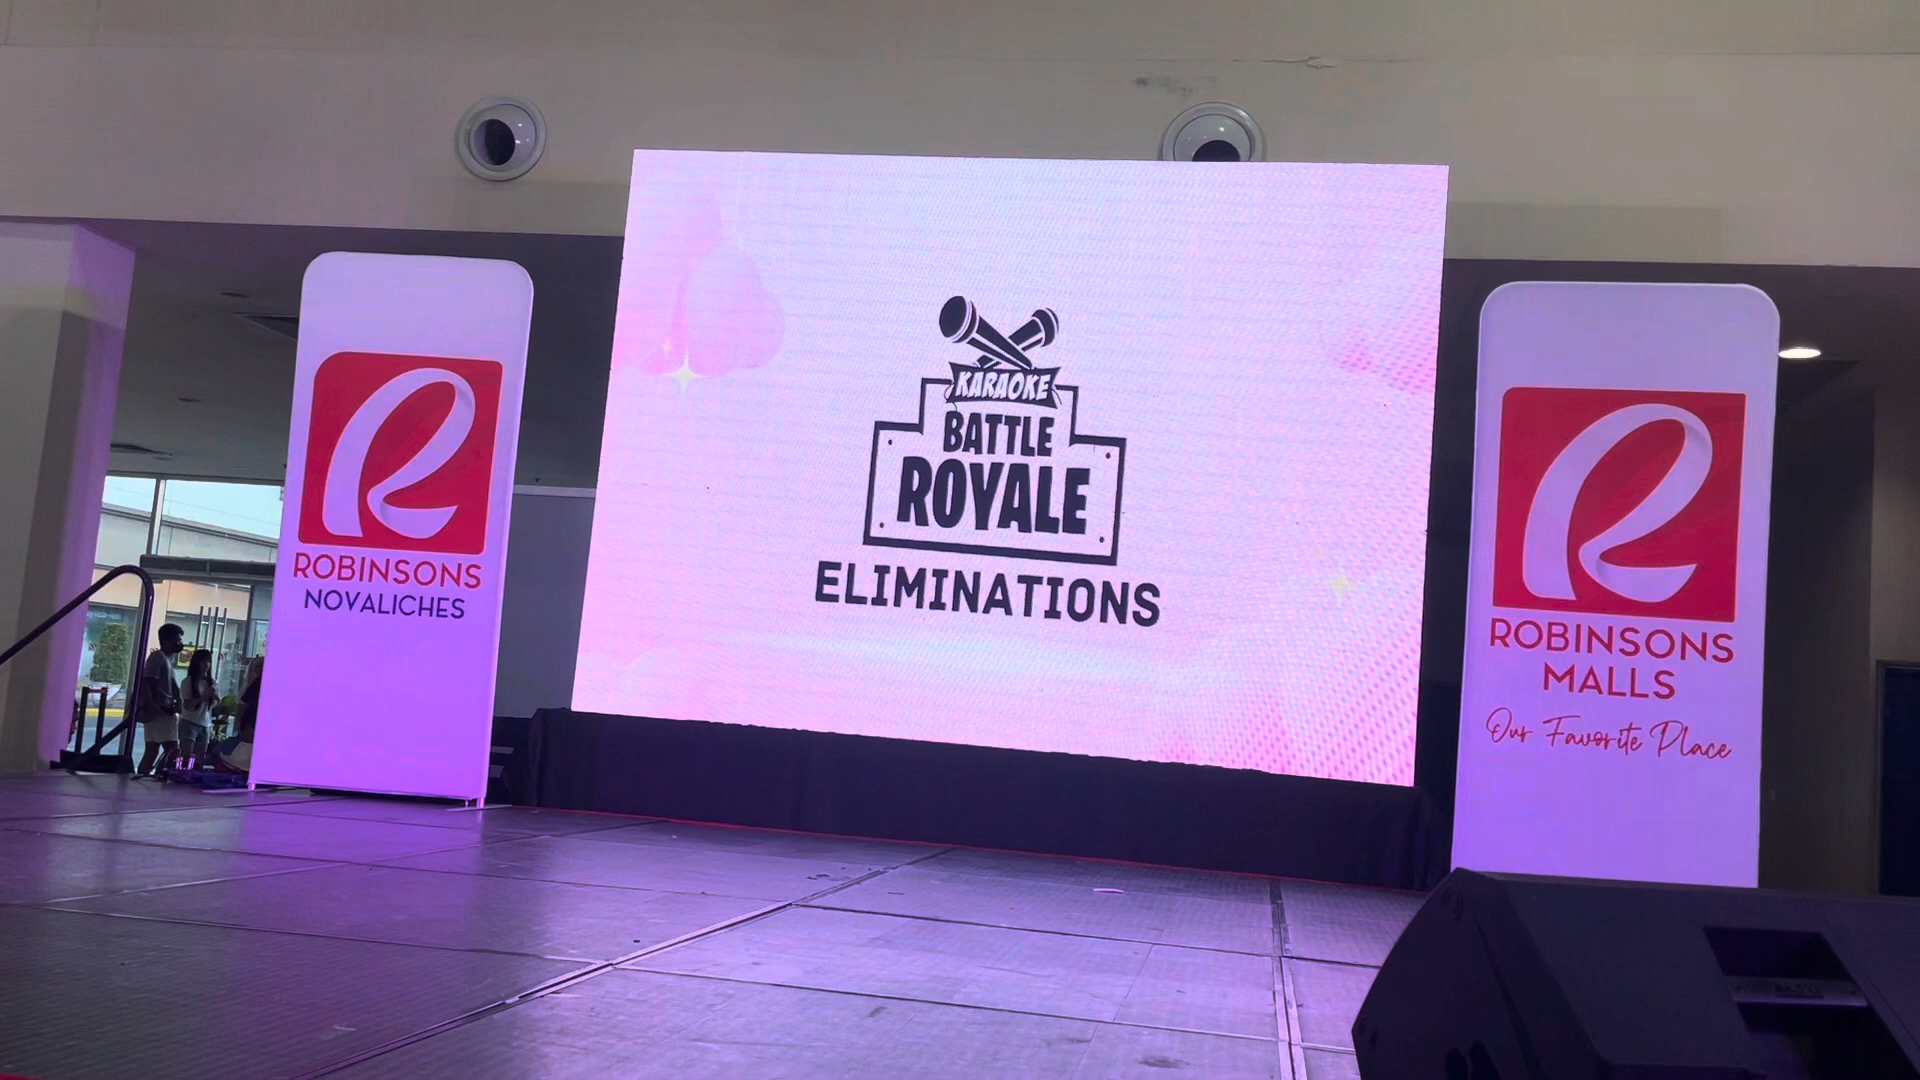 ROBINSONS
NOVALICHES
KARAOKE
BATTLE
ROYALE
ELIMINATIONS
ROBINSONS
MALLS
Our Favorite Place